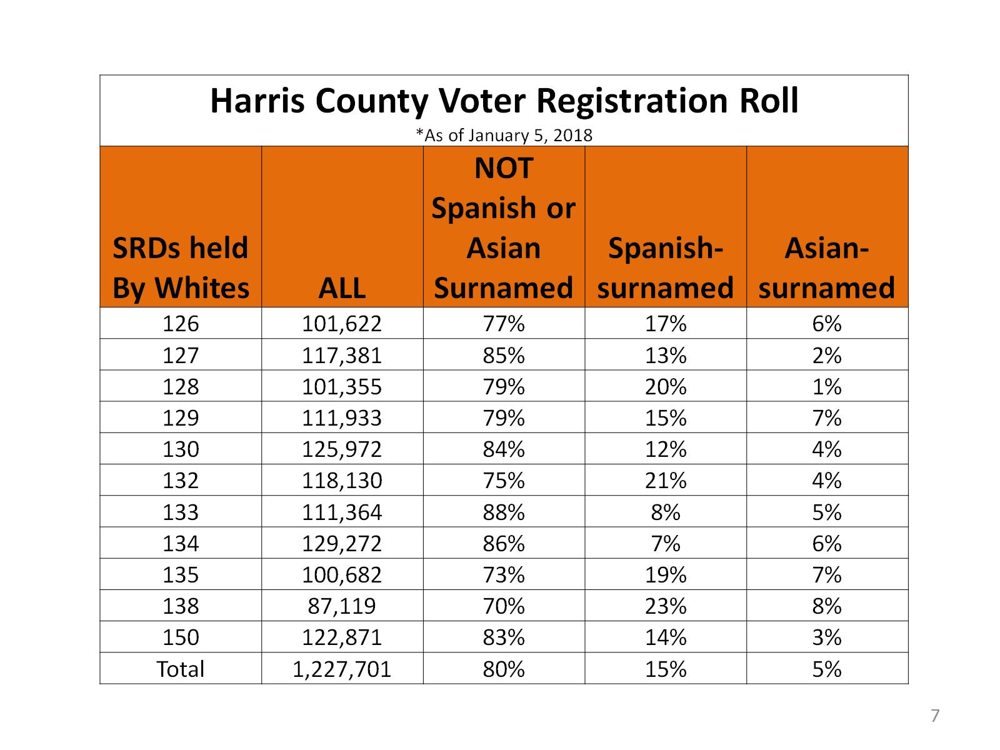 Harris County Voter Registration Roll
*As of January 5, 2018
SRDs held By Whites ALL NOT Spanish or Asian Surnamed Spanish-surnamed Asian-surnamed
126 101,622 77% 17% 6%
127 117,381 85% 13% 2%
128 101,355 79% 20% 1%
129 111,933 79% 15% 7%
130 125,972 84% 12% 4%
132 118,130 75% 21% 4%
133 111,364 88% 8% 5%
134 129,272 86% 7% 6%
135 100,682 73% 19% 7%
138 87,119 70% 23% 8%
150 122,871 83% 14% 3%
Total 1,227,701 80% 15% 5%
7